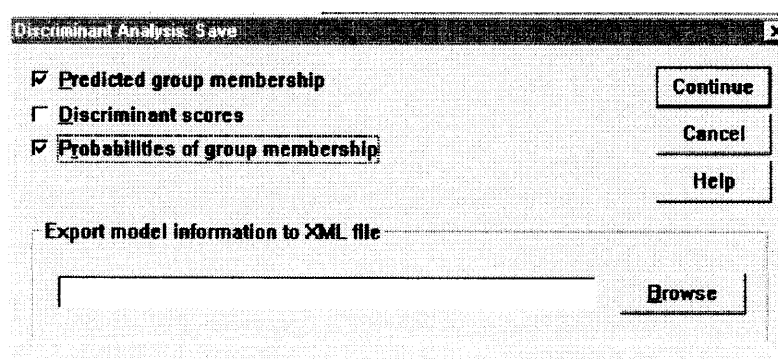 Discriminant Analysis: Save
Predicted group membership
Discriminant scores
Probabilities of group membership
Continue
Cancel
Help
Export model information to XML file
Browse